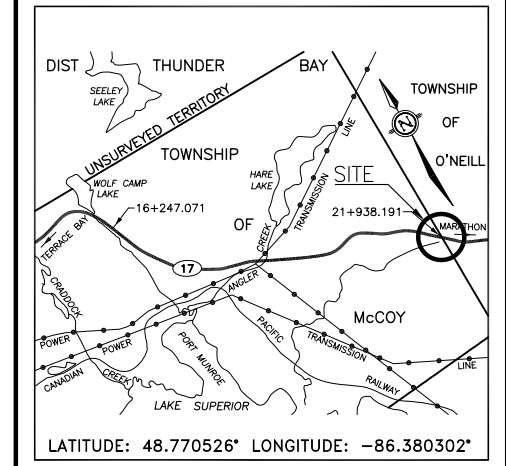 DIST THUNDER BAY
SEELEY
LAKE
TOWNSHIP
OF
O'NEILL
UNSURVEYED TERRITORY
TOWNSHIP
OF
McCOY
WOLF CAMP
LAKE
HARE
LAKE
TRANSMISSION LINE
N
SITE
16+247.071
21+938.191
MARATHON
TERRACE BAY
17
CREEK
ANGLER
CRADDOCK
CREEK
POWER
POWER TRANSMISSION LINE
CANADIAN PACIFIC RAILWAY
PORT MUNROE
LAKE SUPERIOR
LATITUDE: 48.770526° LONGITUDE: -86.380302°